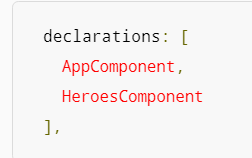 declarations: [
  AppComponent,
  HeroesComponent
],